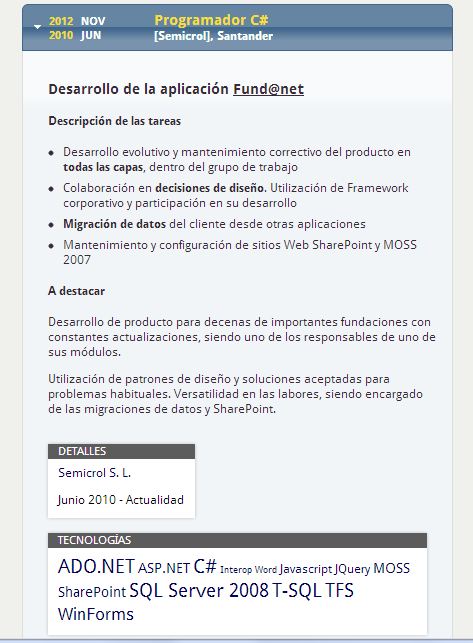 2012 NOV Programador C#
2010 JUN [Semicrol], Santander
Desarrollo de la aplicación Fund@net
Descripción de las tareas
• Desarrollo evolutivo y mantenimiento correctivo del producto en
todas las capas, dentro del grupo de trabajo
• Colaboración en decisiones de diseño. Utilización de Framework
corporativo y participación en su desarrollo
• Migración de datos del cliente desde otras aplicaciones
• Mantenimiento y configuración de sitios Web SharePoint y MOSS
2007
A destacar
Desarrollo de producto para decenas de importantes fundaciones con
constantes actualizaciones, siendo uno de los responsables de uno de
sus módulos.
Utilización de patrones de diseño y soluciones aceptadas para
problemas habituales. Versatilidad en las labores, siendo encargado
de las migraciones de datos y SharePoint.
DETALLES
Semicrol S. L.
Junio 2010 - Actualidad
TECNOLOGÍAS
ADO.NET ASP.NET C# Interop Word Javascript JQuery MOSS
SharePoint SQL Server 2008 T-SQL TFS
WinForms